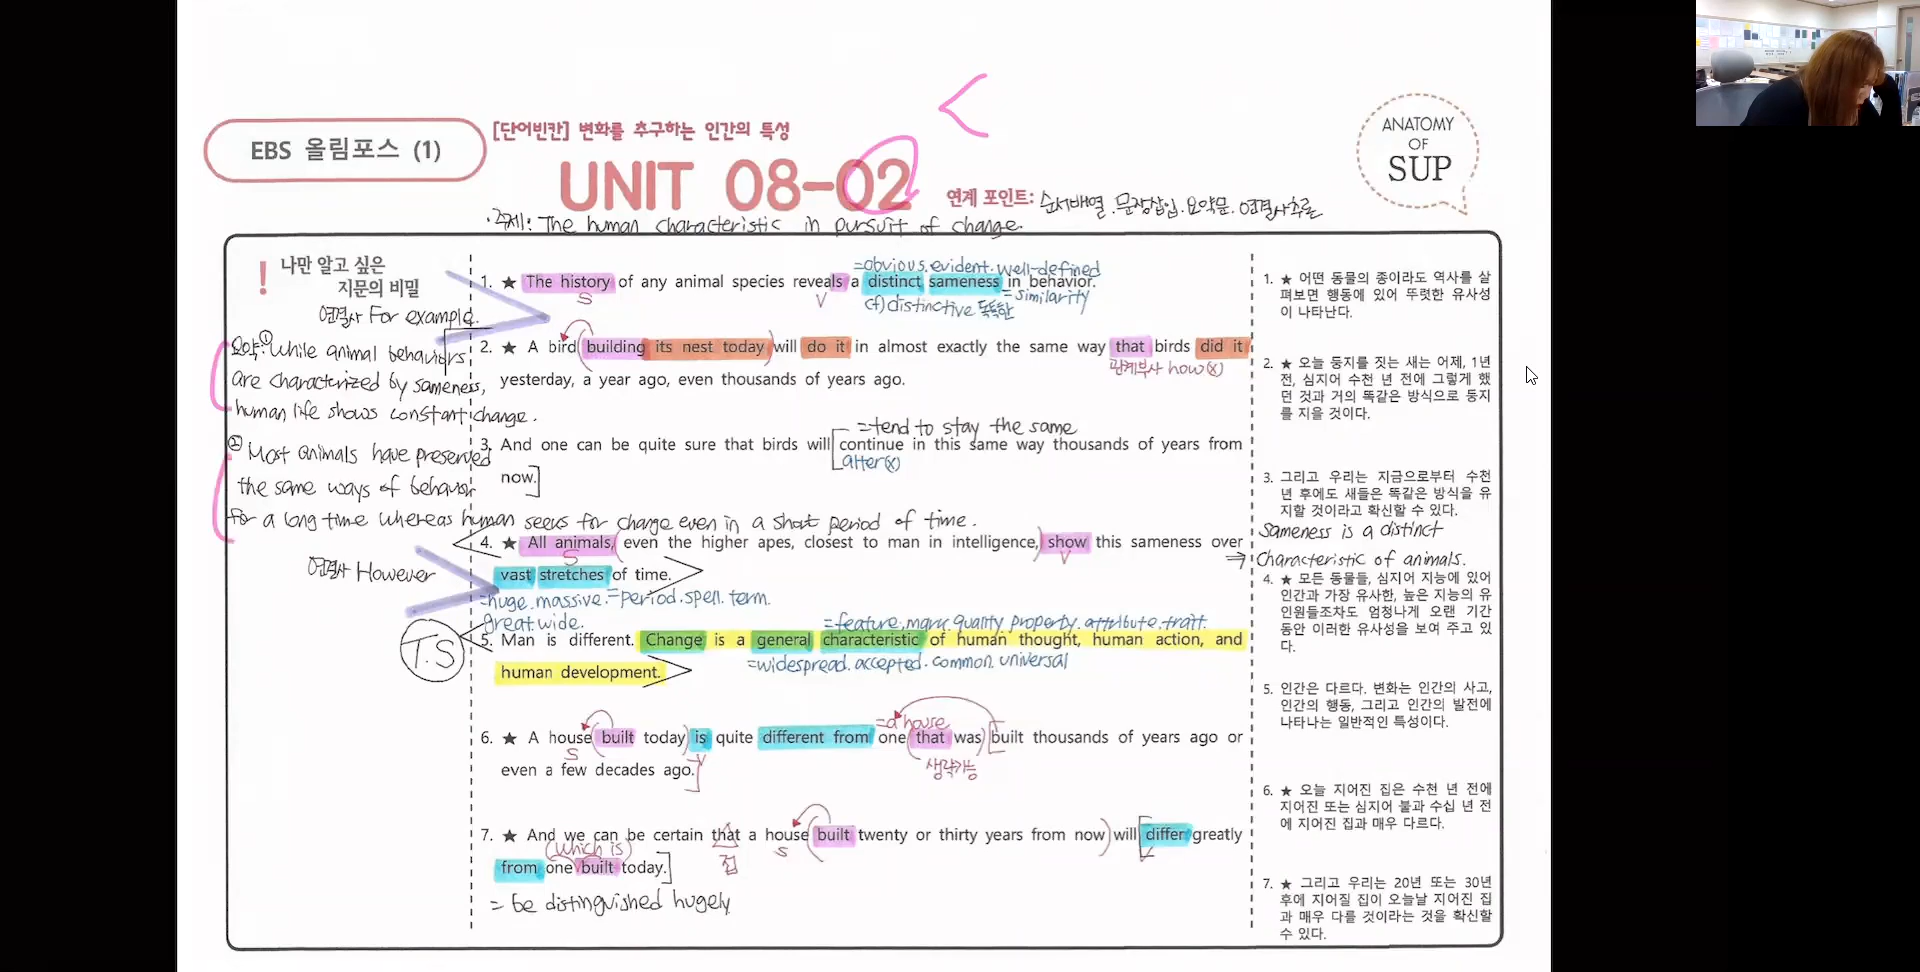 EBS 올림포스 (1)
[단어빈칸] 변화를 추구하는 인간의 특성
UNIT 08-02
연계 포인트: 순서배열. 문장삽입. 요약문. 연결사추론
ANATOMY
OF
SUP
·주제: The human characteristic in pursuit of change.
! 나만 알고 싶은
지문의 비밀
연결사 For example.
요약: ① While animal behaviors
are characterized by sameness,
human life shows constant change.
② Most animals have preserved
the same ways of behavior
for a long time whereas human seeks for change even in a short period of time.
연결사 However
T.S
=obvious. evident. well-defined
1. ★ The history of any animal species reveals a distinct sameness in behavior.
S
V
cf) distinctive 독특한
=similarity
2. ★ A bird building its nest today will do it in almost exactly the same way that birds did it
관계부사 how(x)
yesterday, a year ago, even thousands of years ago.
=tend to stay the same
3. And one can be quite sure that birds will continue in this same way thousands of years from
alter(x)
now.
4. ★ All animals, even the higher apes, closest to man in intelligence, show this sameness over
S
V
vast stretches of time.
=huge. massive. =period. spell. term.
great. wide.
=feature. mark. quality. property. attribute. trait.
5. Man is different. Change is a general characteristic of human thought, human action, and
=widespread. accepted. common. universal
human development.
=a house
6. ★ A house built today is quite different from one that was built thousands of years ago or
S
V
생략가능
even a few decades ago.
7. ★ And we can be certain that a house built twenty or thirty years from now will differ greatly
(which is)
접
S
from one built today.
= be distinguished hugely
1. ★ 어떤 동물의 종이라도 역사를 살
펴보면 행동에 있어 뚜렷한 유사성
이 나타난다.
2. ★ 오늘 둥지를 짓는 새는 어제, 1년
전, 심지어 수천 년 전에 그렇게 했
던 것과 거의 똑같은 방식으로 둥지
를 지을 것이다.
3. 그리고 우리는 지금으로부터 수천
년 후에도 새들은 똑같은 방식을 유
지할 것이라고 확신할 수 있다.
Sameness is a distinct
characteristic of animals.
4. ★ 모든 동물들, 심지어 지능에 있어
인간과 가장 유사한, 높은 지능의 유
인원들조차도 엄청나게 오랜 기간
동안 이러한 유사성을 보여 주고 있
다.
5. 인간은 다르다. 변화는 인간의 사고,
인간의 행동, 그리고 인간의 발전에
나타나는 일반적인 특성이다.
6. ★ 오늘 지어진 집은 수천 년 전에
지어진 또는 심지어 불과 수십 년 전
에 지어진 집과 매우 다르다.
7. ★ 그리고 우리는 20년 또는 30년
후에 지어질 집이 오늘날 지어진 집
과 매우 다를 것이라는 것을 확신할
수 있다.